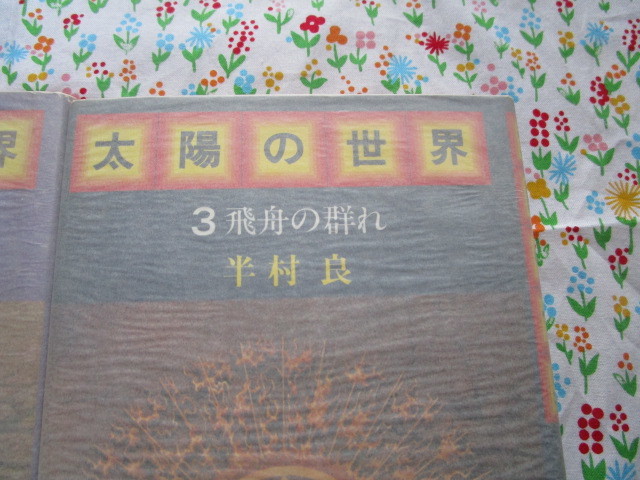 太陽の世界
3 飛舟の群れ
半村良
界